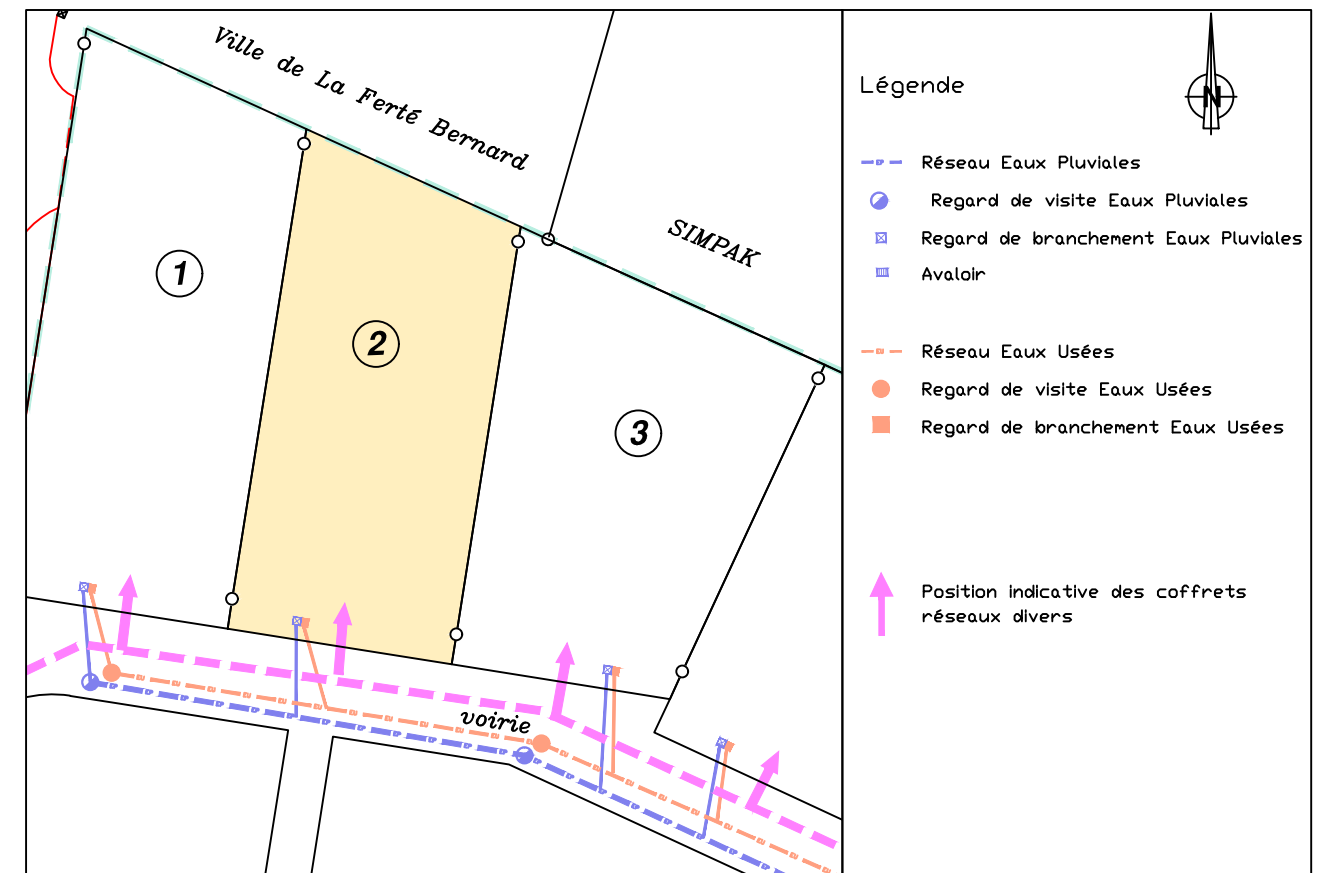 Ville de La Ferté Bernard
SIMPAK
1
2
3
voirie
N
Légende
Réseau Eaux Pluviales
Regard de visite Eaux Pluviales
Regard de branchement Eaux Pluviales
Avaloir
Réseau Eaux Usées
Regard de visite Eaux Usées
Regard de branchement Eaux Usées
Position indicative des coffrets
réseaux divers